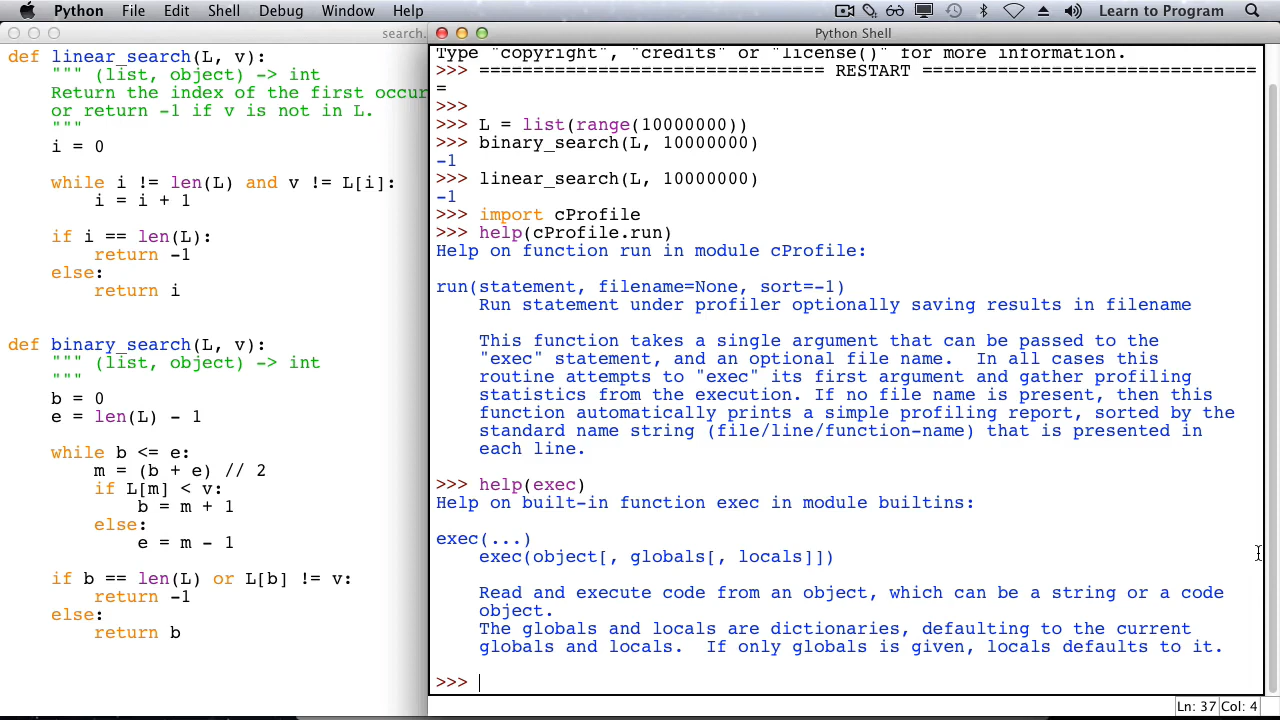 Python File Edit Shell Debug Window Help Learn to Program
search.
def linear_search(L, v):
    """ (list, object) -> int
    Return the index of the first occur
    or return -1 if v is not in L.
    """
    i = 0
    while i != len(L) and v != L[i]:
        i = i + 1
    if i == len(L):
        return -1
    else:
        return i
def binary_search(L, v):
    """ (list, object) -> int
    """
    b = 0
    e = len(L) - 1
    while b <= e:
        m = (b + e) // 2
        if L[m] < v:
            b = m + 1
        else:
            e = m - 1
    if b == len(L) or L[b] != v:
        return -1
    else:
        return b
Python Shell
Type "copyright", "credits" or "license()" for more information.
>>> ================================ RESTART ===============================
=
>>>
>>> L = list(range(10000000))
>>> binary_search(L, 10000000)
-1
>>> linear_search(L, 10000000)
-1
>>> import cProfile
>>> help(cProfile.run)
Help on function run in module cProfile:
run(statement, filename=None, sort=-1)
    Run statement under profiler optionally saving results in filename
    This function takes a single argument that can be passed to the
    "exec" statement, and an optional file name.  In all cases this
    routine attempts to "exec" its first argument and gather profiling
    statistics from the execution. If no file name is present, then this
    function automatically prints a simple profiling report, sorted by the
    standard name string (file/line/function-name) that is presented in
    each line.
>>> help(exec)
Help on built-in function exec in module builtins:
exec(...)
    exec(object[, globals[, locals]])
    Read and execute code from an object, which can be a string or a code
    object.
    The globals and locals are dictionaries, defaulting to the current
    globals and locals.  If only globals is given, locals defaults to it.
>>>
Ln: 37 Col: 4